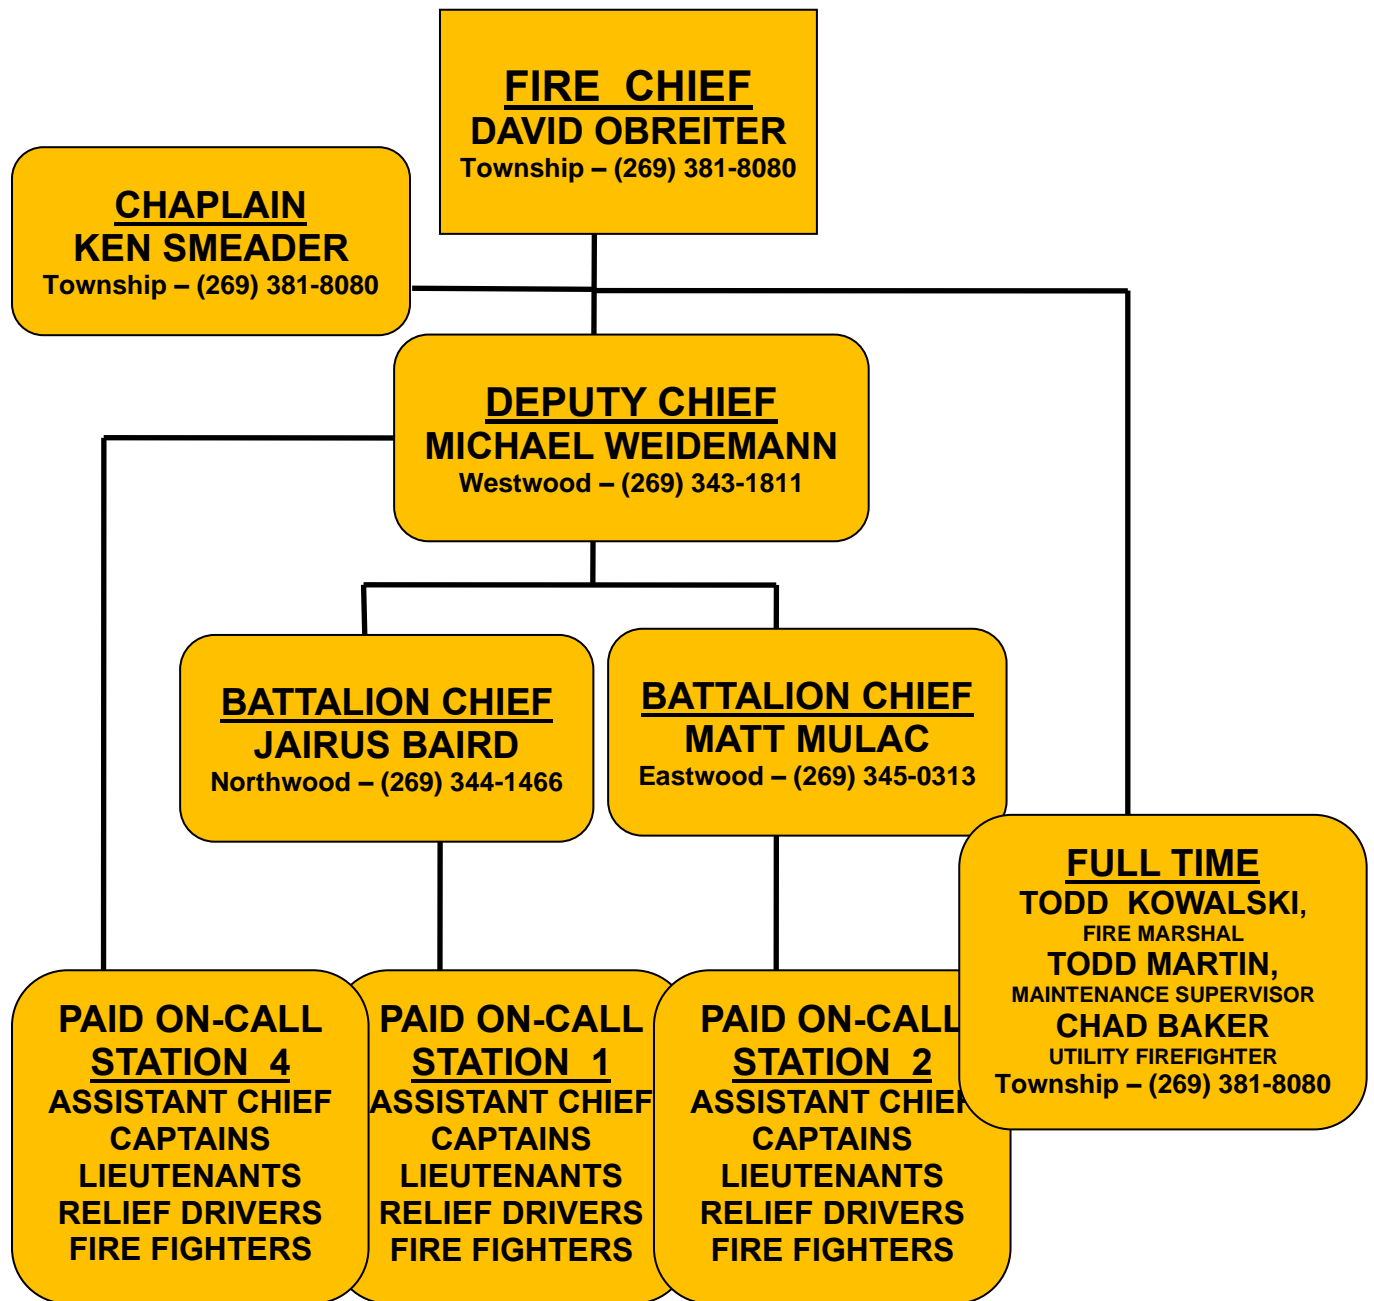 FIRE  CHIEF
DAVID OBREITER
Township – (269) 381-8080
CHAPLAIN
KEN SMEADER
Township – (269) 381-8080
DEPUTY CHIEF
MICHAEL WEIDEMANN
Westwood – (269) 343-1811
BATTALION CHIEF
JAIRUS BAIRD
Northwood – (269) 344-1466
BATTALION CHIEF
MATT MULAC
Eastwood – (269) 345-0313
FULL TIME
TODD  KOWALSKI,
FIRE MARSHAL
TODD MARTIN,
MAINTENANCE SUPERVISOR
CHAD BAKER
UTILITY FIREFIGHTER
Township – (269) 381-8080
PAID ON-CALL
STATION  4
ASSISTANT CHIEF
CAPTAINS
LIEUTENANTS
RELIEF DRIVERS
FIRE FIGHTERS
PAID ON-CALL
STATION  1
ASSISTANT CHIEF
CAPTAINS
LIEUTENANTS
RELIEF DRIVERS
FIRE FIGHTERS
PAID ON-CALL
STATION  2
ASSISTANT CHIEF
CAPTAINS
LIEUTENANTS
RELIEF DRIVERS
FIRE FIGHTERS